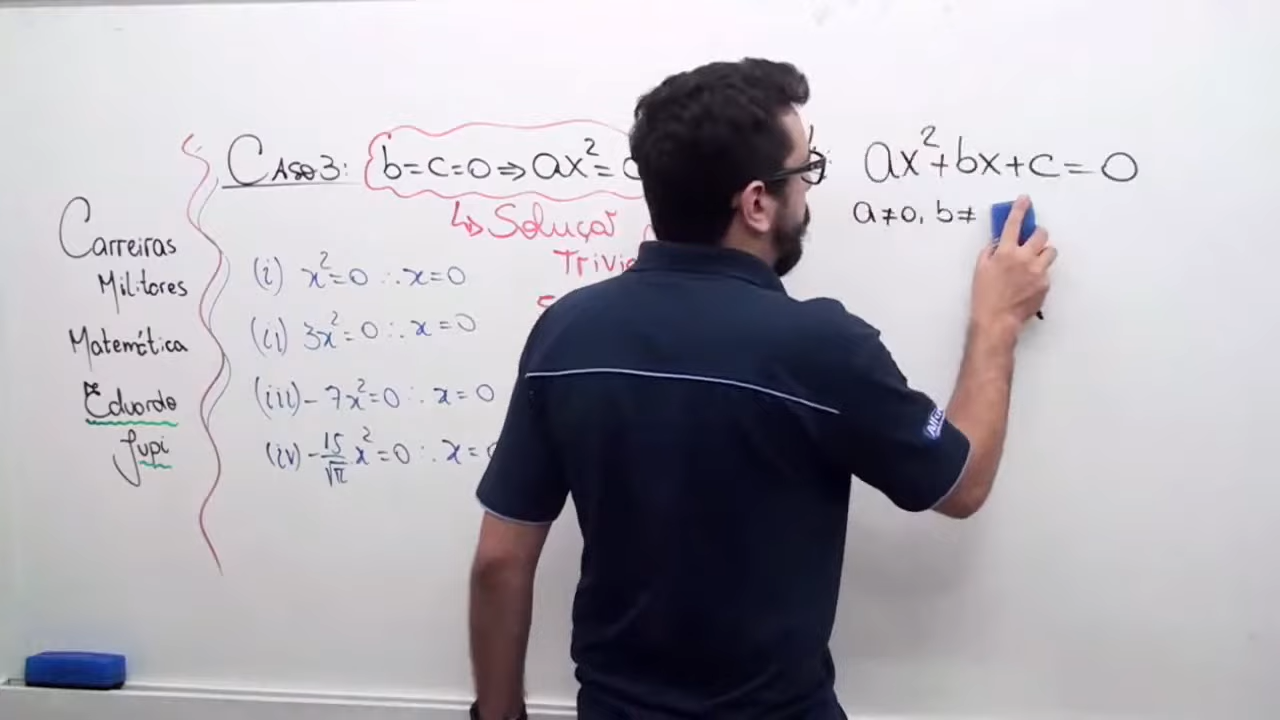 Carreiras
Militares
Matemática
Eduardo
Jupi
Caso 3: b=c=0⇒ax²=
↳ Solução
(i) x²=0 ∴ x=0
(ii) 3x²=0 ∴ x=0
(iii) -7x²=0 ∴ x=0
(iv) -15/√π x²=0 ∴ x=
ax²+bx+c=0
a≠0, b≠